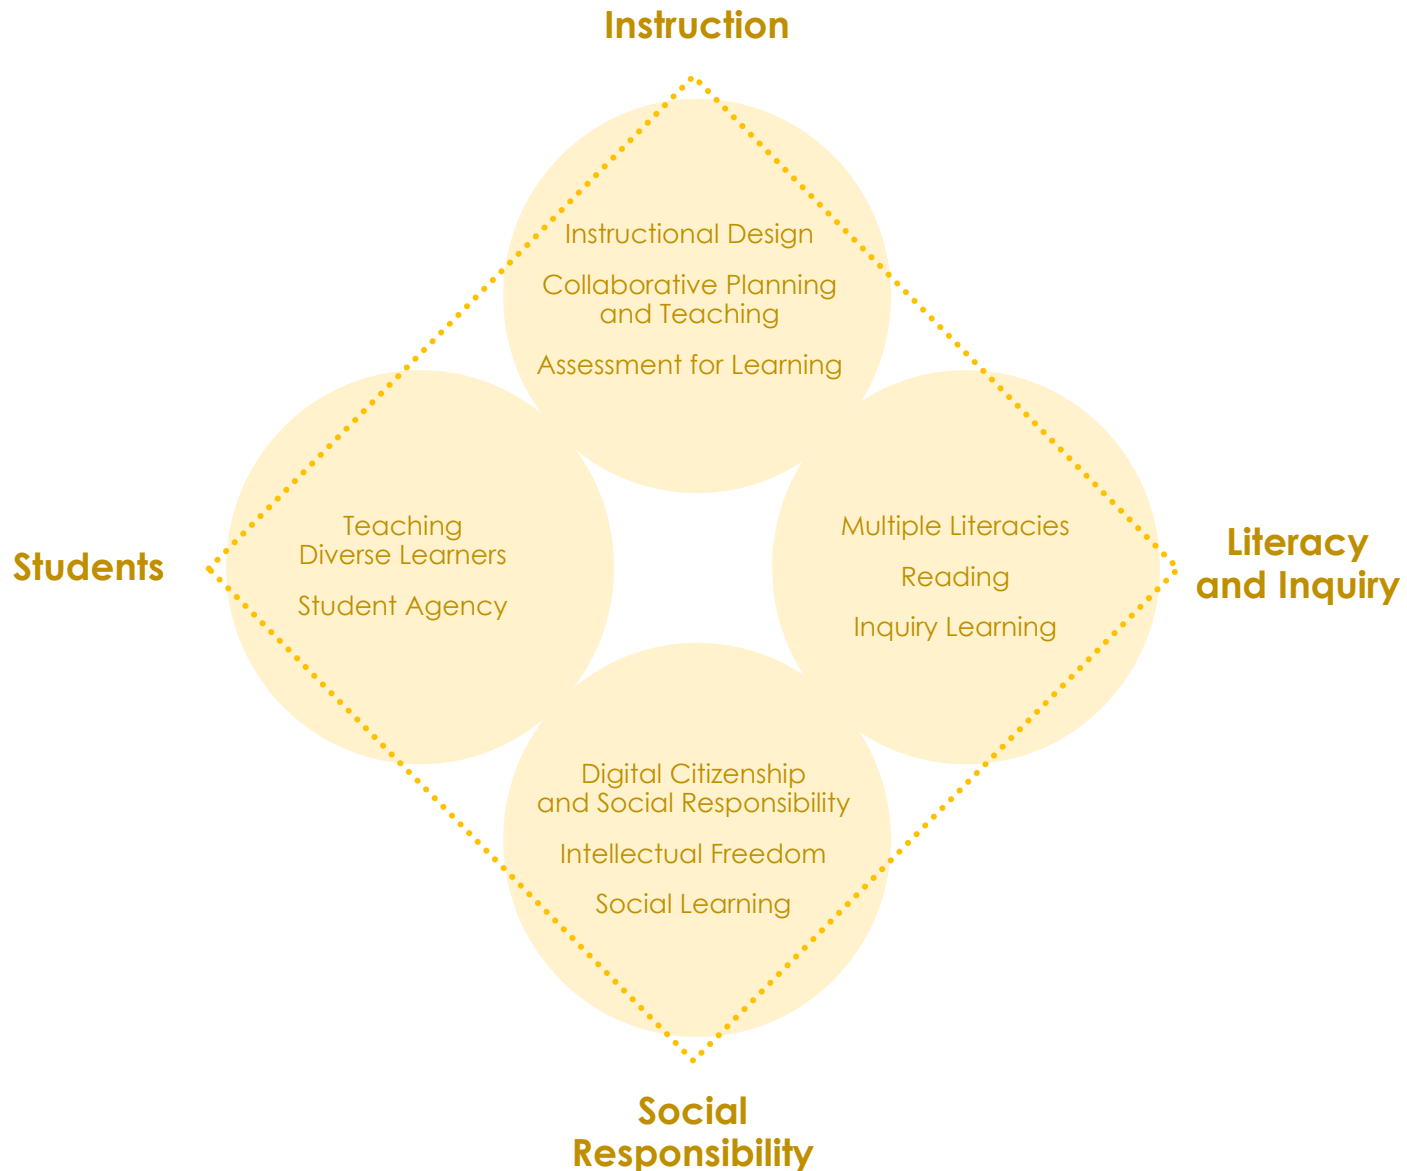 Instruction
Instructional Design
Collaborative Planning
and Teaching
Assessment for Learning
Students
Teaching
Diverse Learners
Student Agency
Multiple Literacies
Reading
Inquiry Learning
Literacy
and Inquiry
Digital Citizenship
and Social Responsibility
Intellectual Freedom
Social Learning
Social
Responsibility